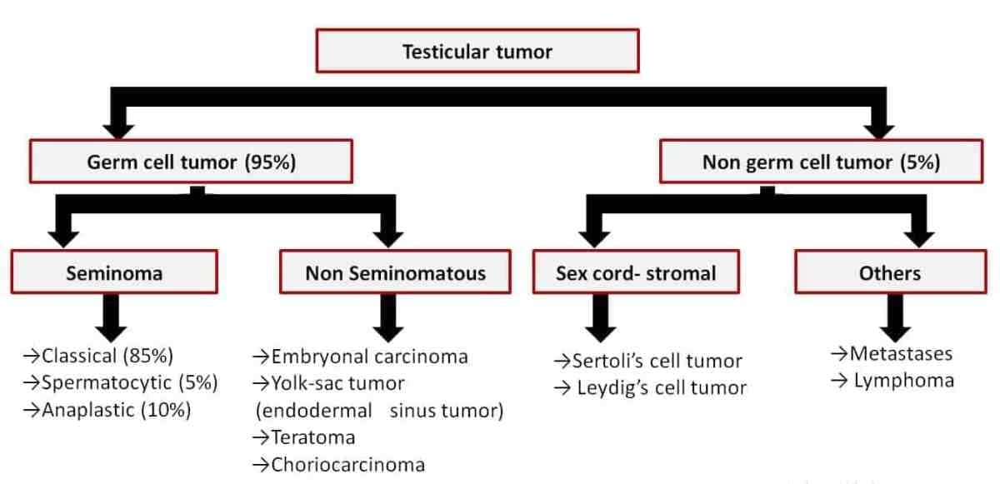 Testicular tumor
Germ cell tumor (95%)
Non germ cell tumor (5%)
Seminoma
Non Seminomatous
Sex cord- stromal
Others
→Classical (85%)
→Spermatocytic (5%)
→Anaplastic (10%)
→Embryonal carcinoma
→Yolk-sac tumor
(endodermal sinus tumor)
→Teratoma
→Choriocarcinoma
→Sertoli's cell tumor
→ Leydig's cell tumor
→Metastases
→ Lymphoma